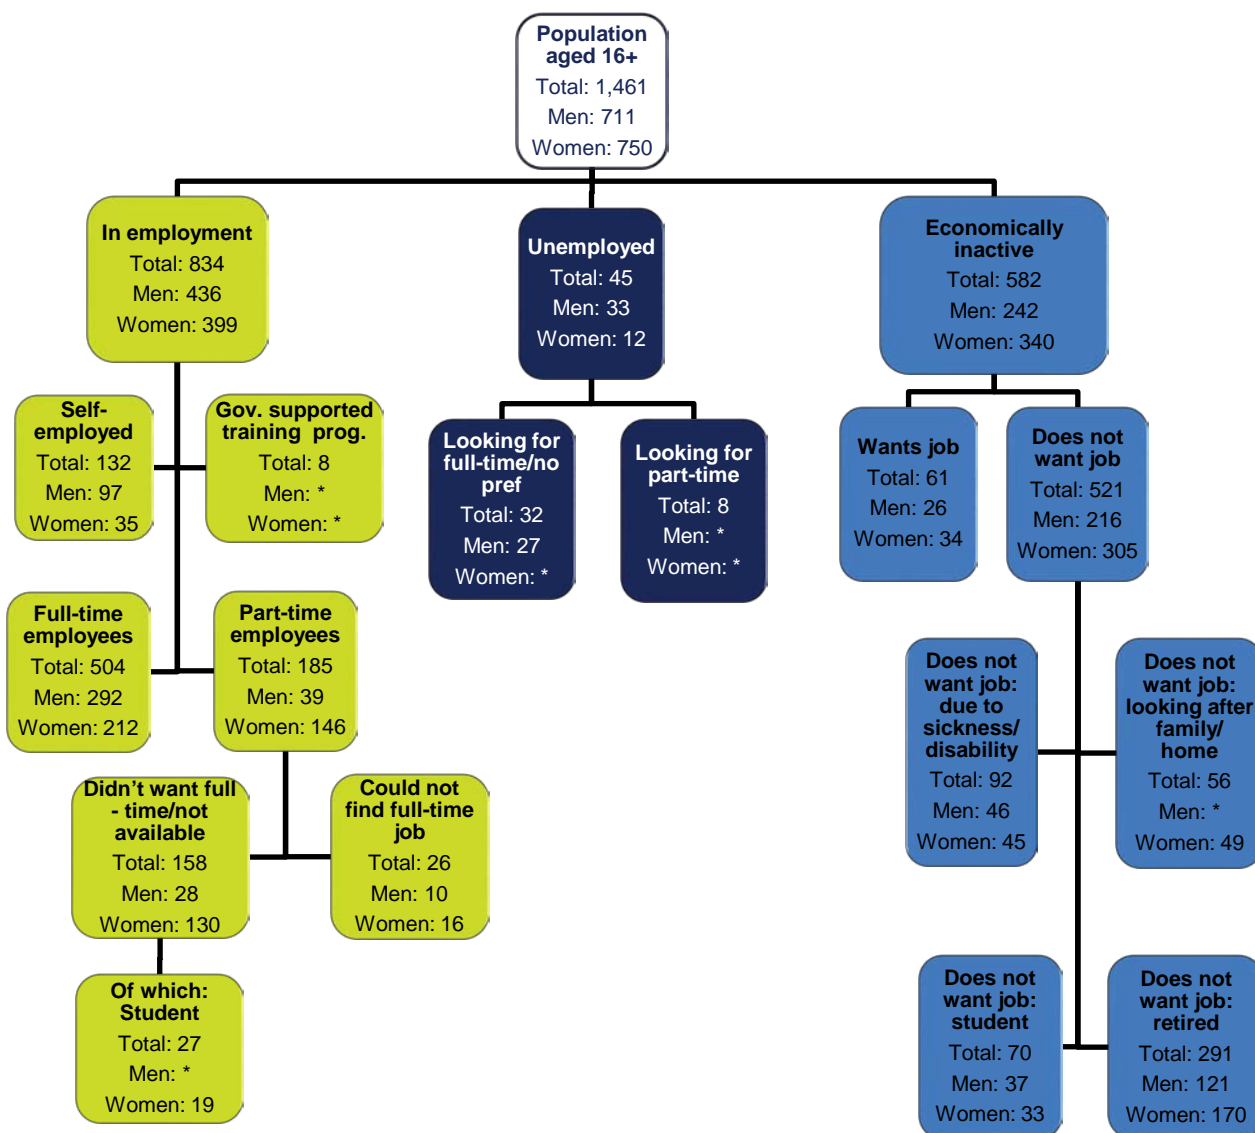 Population
aged 16+
Total: 1,461
Men: 711
Women: 750
In employment
Total: 834
Men: 436
Women: 399
Unemployed
Total: 45
Men: 33
Women: 12
Economically
inactive
Total: 582
Men: 242
Women: 340
Self-
employed
Total: 132
Men: 97
Women: 35
Gov. supported
training prog.
Total: 8
Men: *
Women: *
Looking for
full-time/no
pref
Total: 32
Men: 27
Women: *
Looking for
part-time
Total: 8
Men: *
Women: *
Wants job
Total: 61
Men: 26
Women: 34
Does not
want job
Total: 521
Men: 216
Women: 305
Full-time
employees
Total: 504
Men: 292
Women: 212
Part-time
employees
Total: 185
Men: 39
Women: 146
Does not
want job:
due to
sickness/
disability
Total: 92
Men: 46
Women: 45
Does not
want job:
looking after
family/
home
Total: 56
Men: *
Women: 49
Didn’t want full
- time/not
available
Total: 158
Men: 28
Women: 130
Could not
find full-time
job
Total: 26
Men: 10
Women: 16
Of which:
Student
Total: 27
Men: *
Women: 19
Does not
want job:
student
Total: 70
Men: 37
Women: 33
Does not
want job:
retired
Total: 291
Men: 121
Women: 170